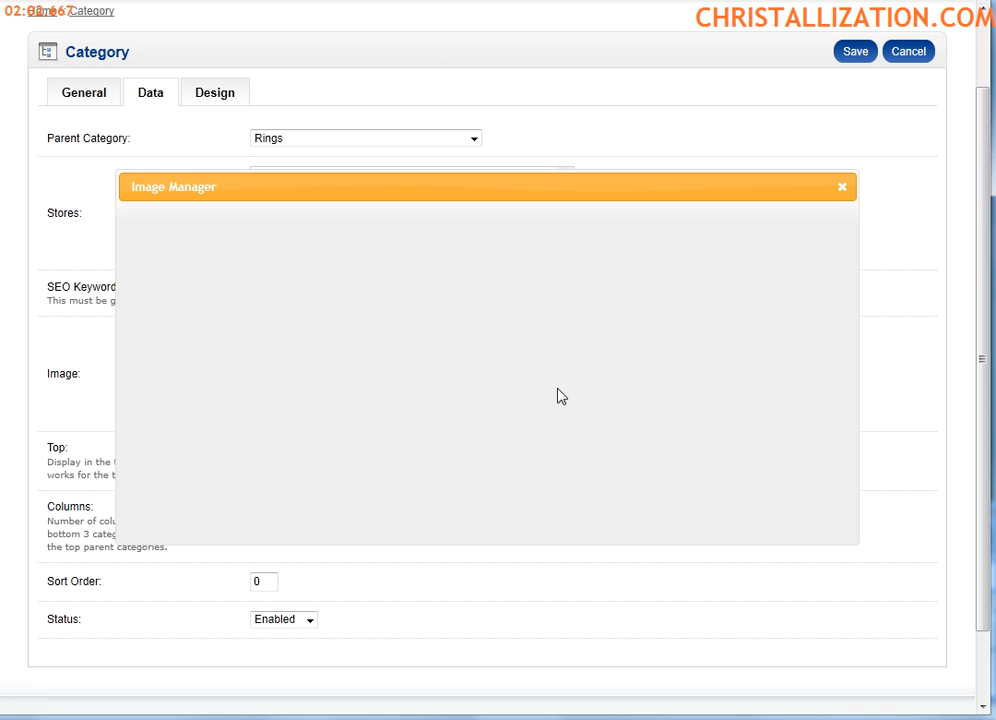 02:02.667
Home :: Category
CHRISTALLIZATION.COM
Category
Save
Cancel
General
Data
Design
Parent Category:
Rings
Image Manager
Stores:
SEO Keyword
This must be g
Image:
Top:
Display in the
works for the t
Columns:
Number of colu
bottom 3 categ
the top parent categories.
Sort Order:
0
Status:
Enabled